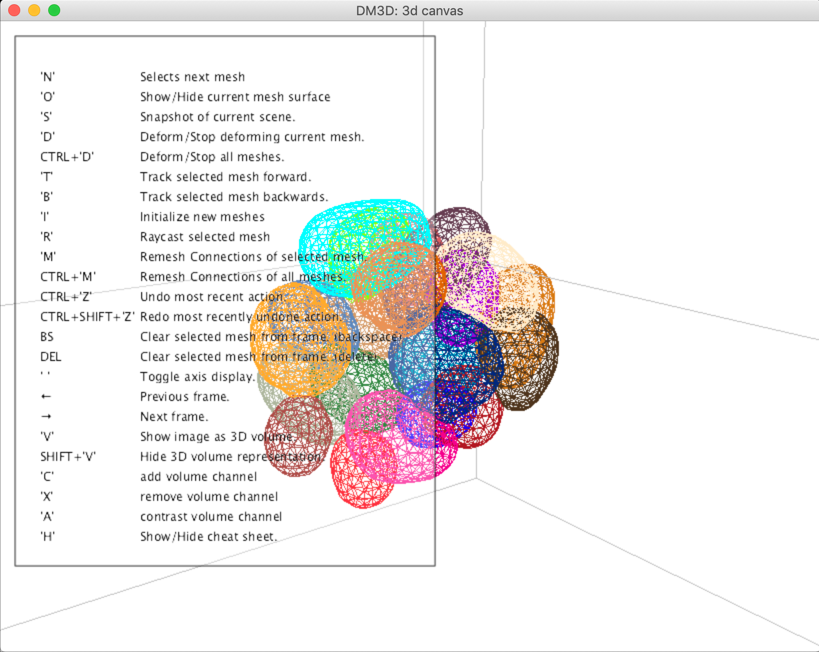 DM3D: 3d canvas
'N' Selects next mesh
'O' Show/Hide current mesh surface
'S' Snapshot of current scene.
'D' Deform/Stop deforming current mesh.
CTRL+'D' Deform/Stop all meshes.
'T' Track selected mesh forward.
'B' Track selected mesh backwards.
'I' Initialize new meshes
'R' Raycast selected mesh
'M' Remesh Connections of selected mesh.
CTRL+'M' Remesh Connections of all meshes.
CTRL+'Z' Undo most recent action.
CTRL+SHIFT+'Z' Redo most recently undone action.
BS Clear selected mesh from frame. (backspace)
DEL Clear selected mesh from frame. (delete)
' ' Toggle axis display.
← Previous frame.
→ Next frame.
'V' Show image as 3D volume.
SHIFT+'V' Hide 3D volume representation.
'C' add volume channel
'X' remove volume channel
'A' contrast volume channel
'H' Show/Hide cheat sheet.